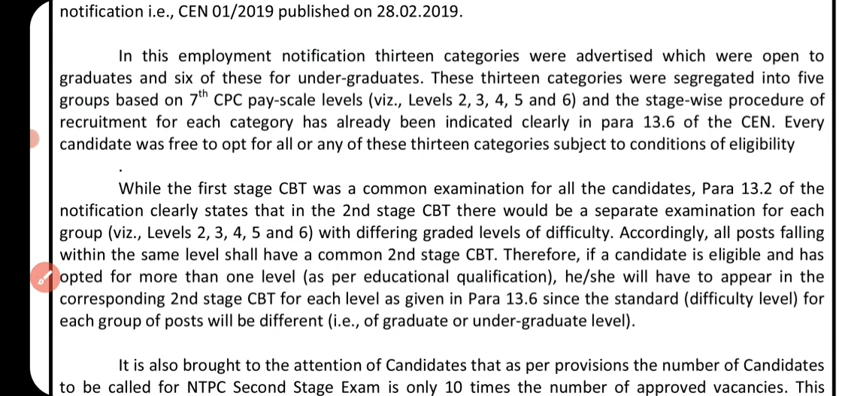 notification i.e., CEN 01/2019 published on 28.02.2019.
In this employment notification thirteen categories were advertised which were open to
graduates and six of these for under-graduates. These thirteen categories were segregated into five
groups based on 7th CPC pay-scale levels (viz., Levels 2, 3, 4, 5 and 6) and the stage-wise procedure of
recruitment for each category has already been indicated clearly in para 13.6 of the CEN. Every
candidate was free to opt for all or any of these thirteen categories subject to conditions of eligibility
.
While the first stage CBT was a common examination for all the candidates, Para 13.2 of the
notification clearly states that in the 2nd stage CBT there would be a separate examination for each
group (viz., Levels 2, 3, 4, 5 and 6) with differing graded levels of difficulty. Accordingly, all posts falling
within the same level shall have a common 2nd stage CBT. Therefore, if a candidate is eligible and has
opted for more than one level (as per educational qualification), he/she will have to appear in the
corresponding 2nd stage CBT for each level as given in Para 13.6 since the standard (difficulty level) for
each group of posts will be different (i.e., of graduate or under-graduate level).
It is also brought to the attention of Candidates that as per provisions the number of Candidates
to be called for NTPC Second Stage Exam is only 10 times the number of approved vacancies. This